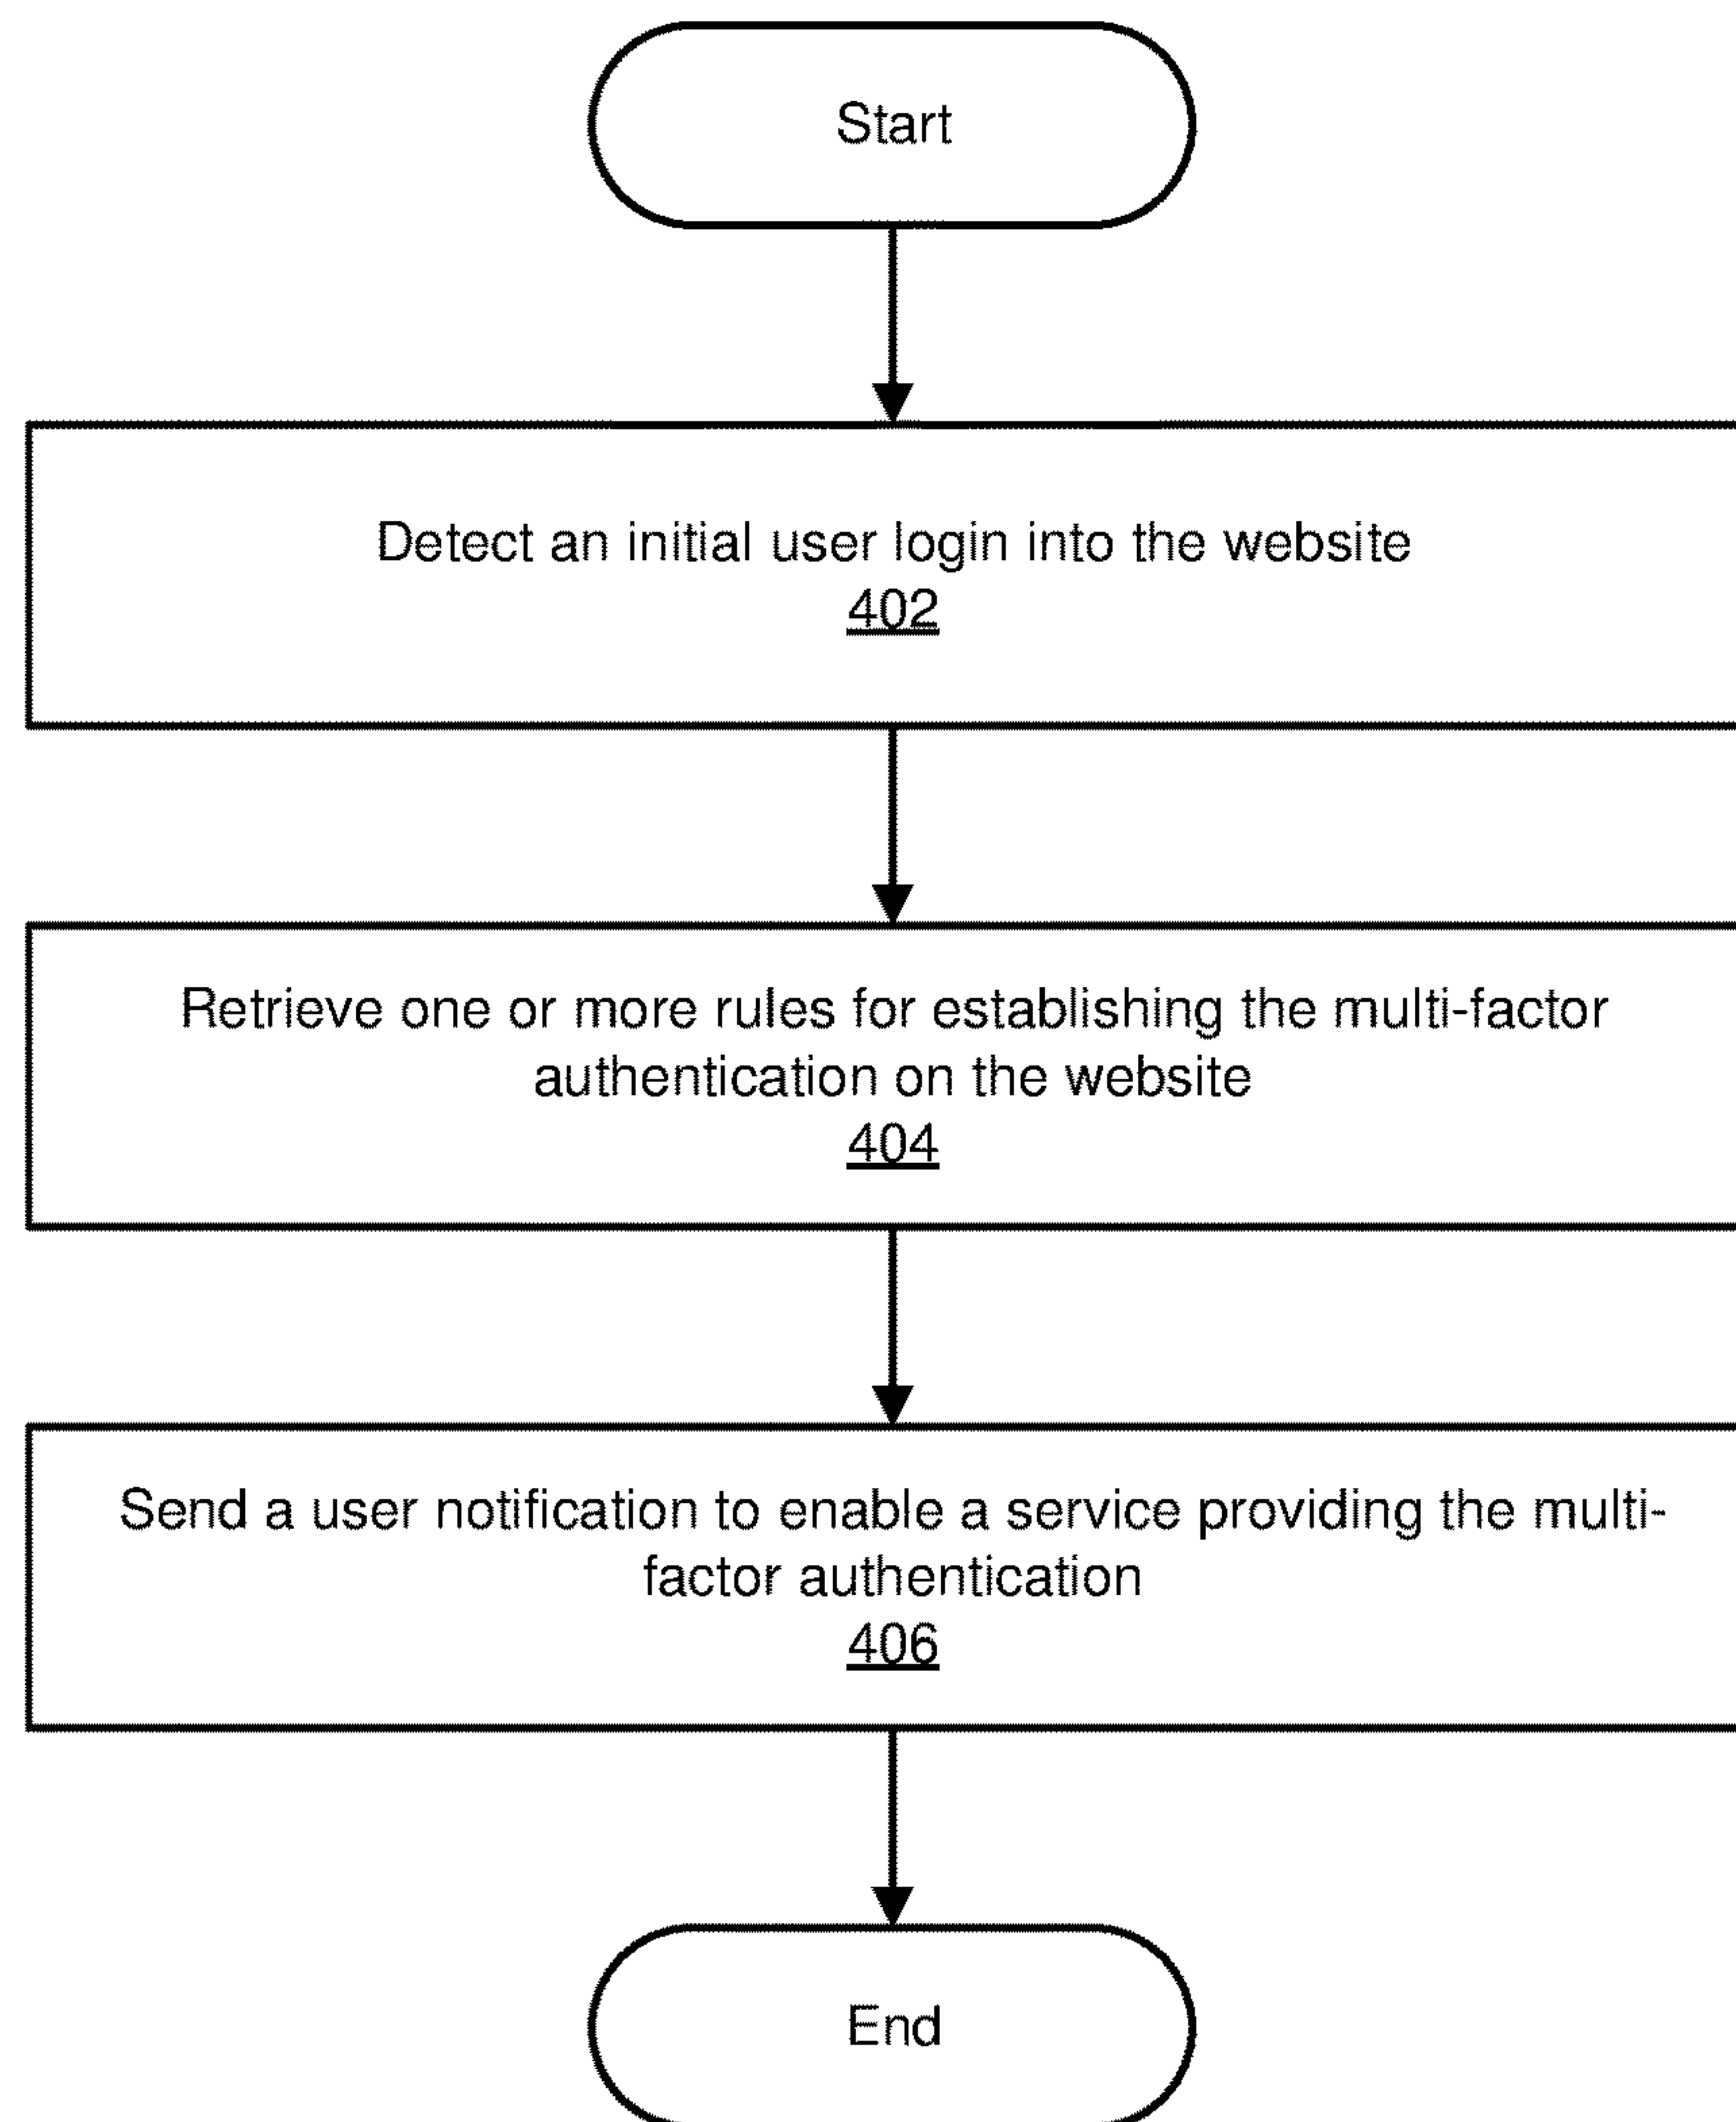 Start
Detect an initial user login into the website
402
Retrieve one or more rules for establishing the multi-factor
authentication on the website
404
Send a user notification to enable a service providing the multi-
factor authentication
406
End